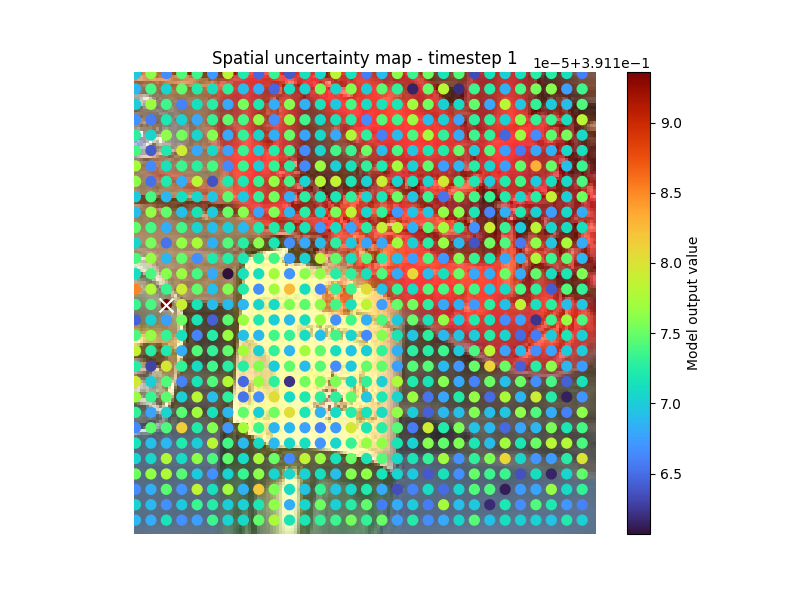 Spatial uncertainty map - timestep 1
1e-5+3.911e-1
9.0
8.5
8.0
7.5
7.0
6.5
Model output value